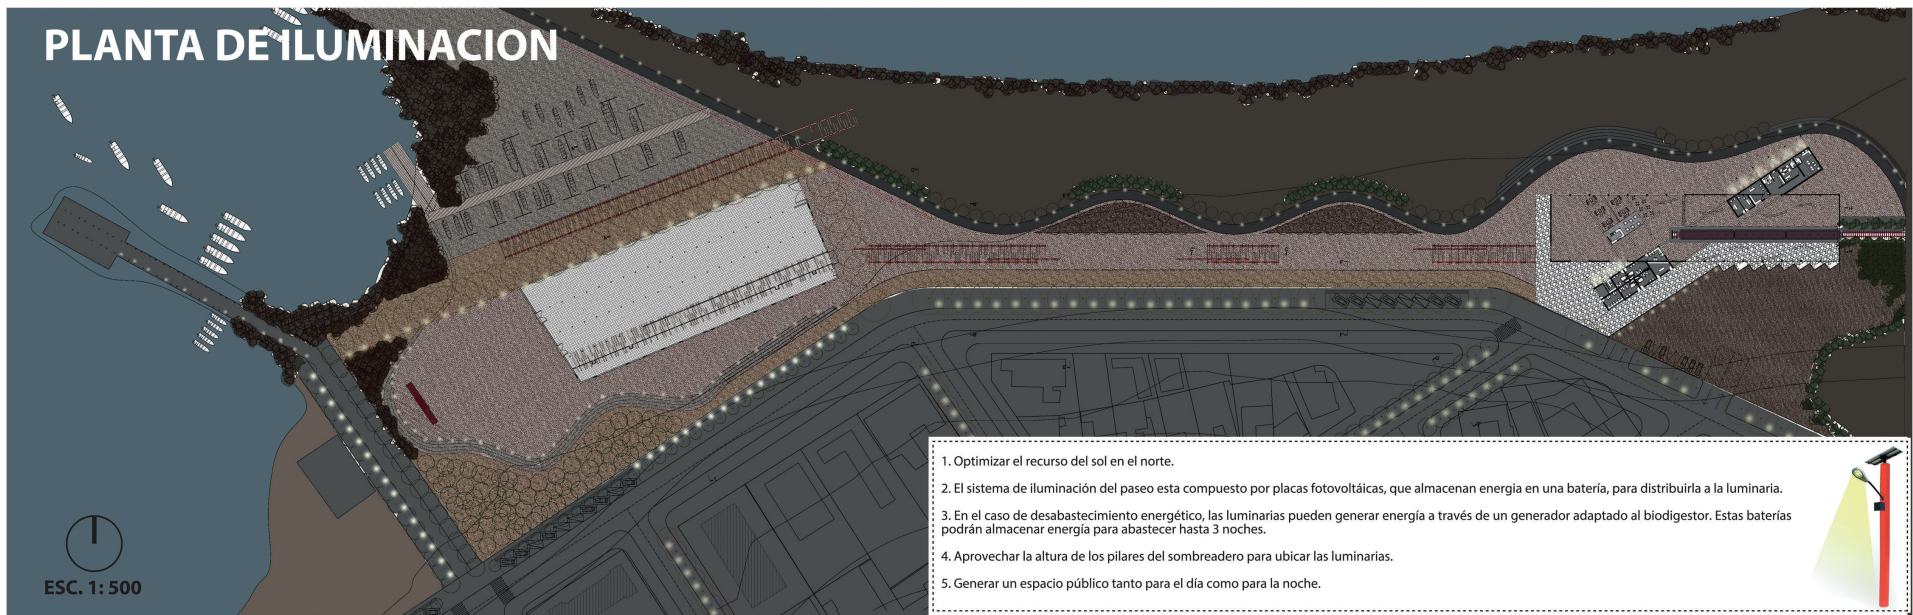 PLANTA DE ILUMINACION
1. Optimizar el recurso del sol en el norte.
2. El sistema de iluminación del paseo esta compuesto por placas fotovoltáicas, que almacenan energia en una batería, para distribuirla a la luminaria.
3. En el caso de desabastecimiento energético, las luminarias pueden generar energía a través de un generador adaptado al biodigestor. Estas baterías
podrán almacenar energía para abastecer hasta 3 noches.
4. Aprovechar la altura de los pilares del sombreadero para ubicar las luminarias.
5. Generar un espacio público tanto para el día como para la noche.
ESC. 1: 500